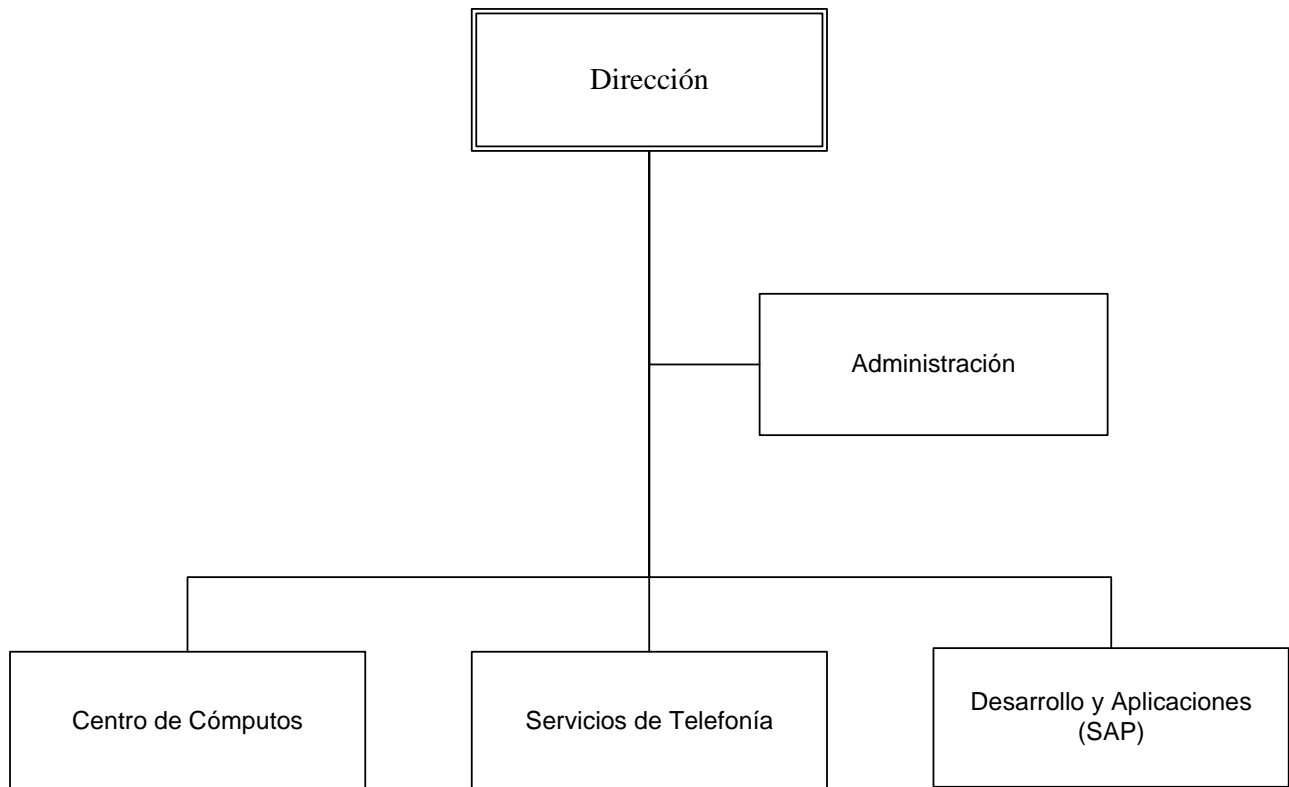 Dirección
Administración
Centro de Cómputos
Servicios de Telefonía
Desarrollo y Aplicaciones
(SAP)